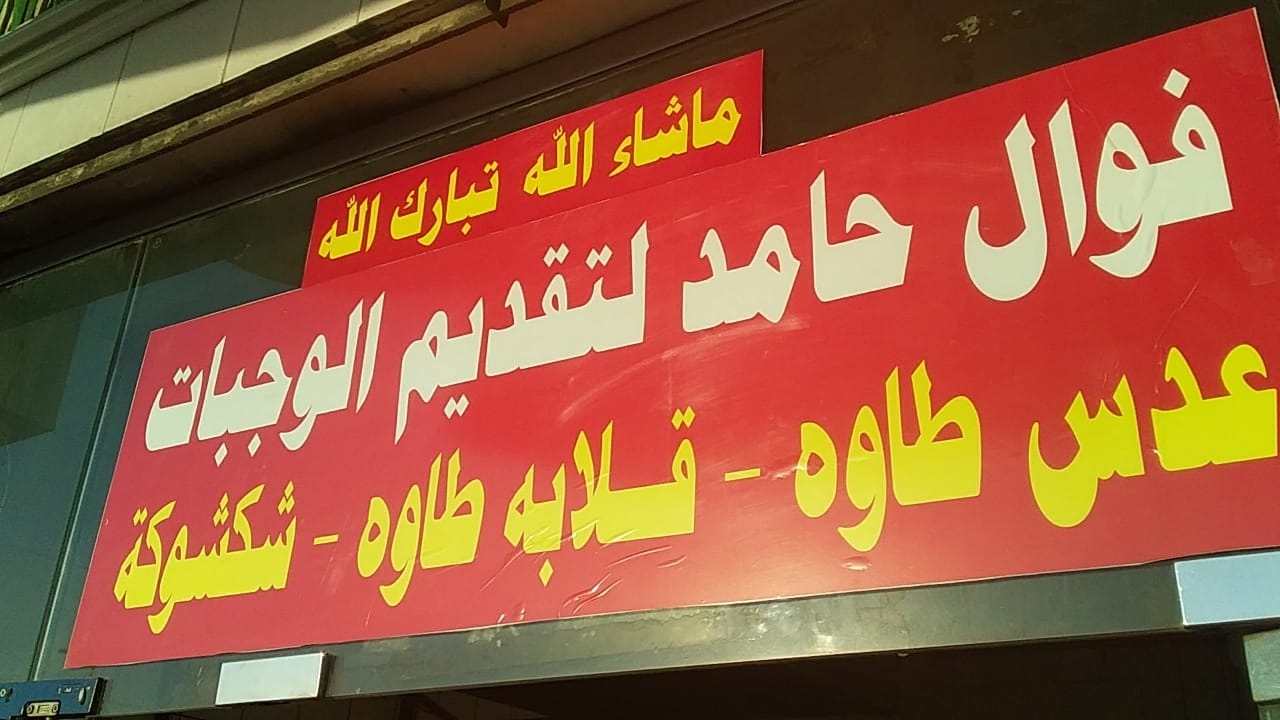 ماشاء الله تبارك الله
فوال حامد لتقديم الوجبات
عدس طاوه - قلابه طاوه - شكشوكة